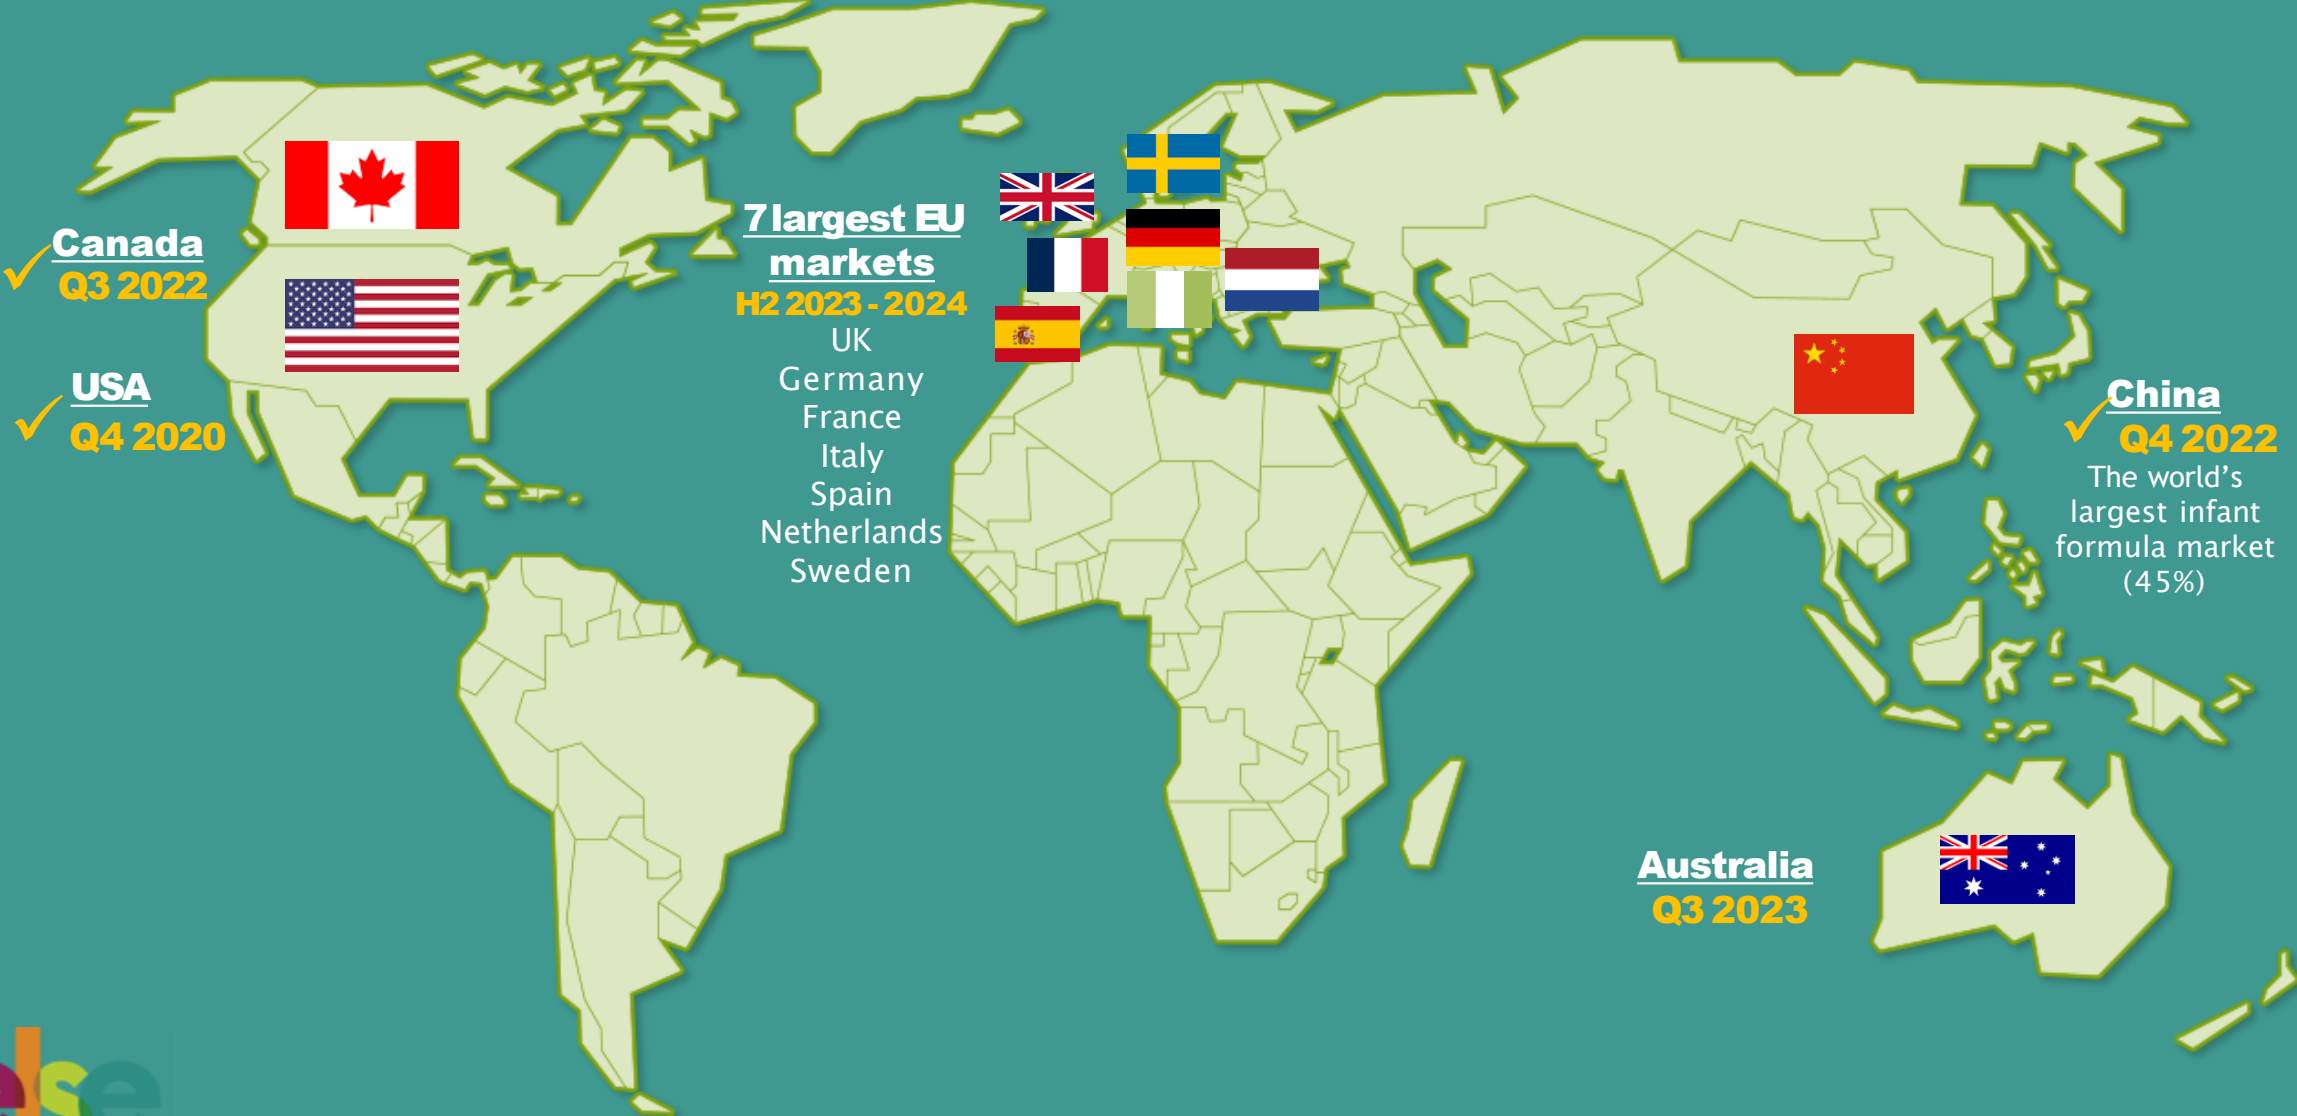 Canada
Q3 2022
USA
Q4 2020
7 largest EU
markets
H2 2023 - 2024
UK
Germany
France
Italy
Spain
Netherlands
Sweden
China
Q4 2022
The world’s
largest infant
formula market
(45%)
Australia
Q3 2023
else